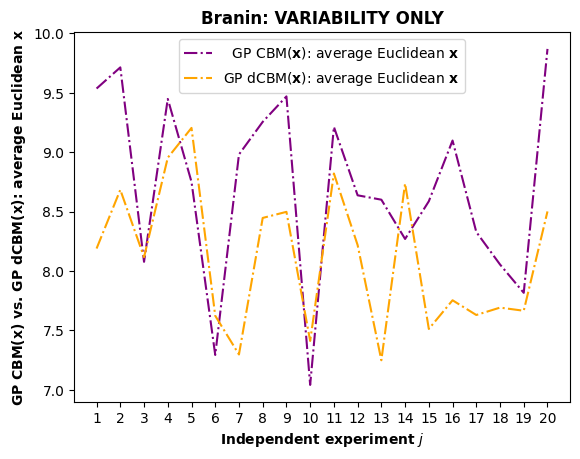 Branin: VARIABILITY ONLY
GP CBM(x) vs. GP dCBM(x): average Euclidean x
GP CBM(x): average Euclidean x
GP dCBM(x): average Euclidean x
10.0
9.5
9.0
8.5
8.0
7.5
7.0
1 2 3 4 5 6 7 8 9 10 11 12 13 14 15 16 17 18 19 20
Independent experiment j